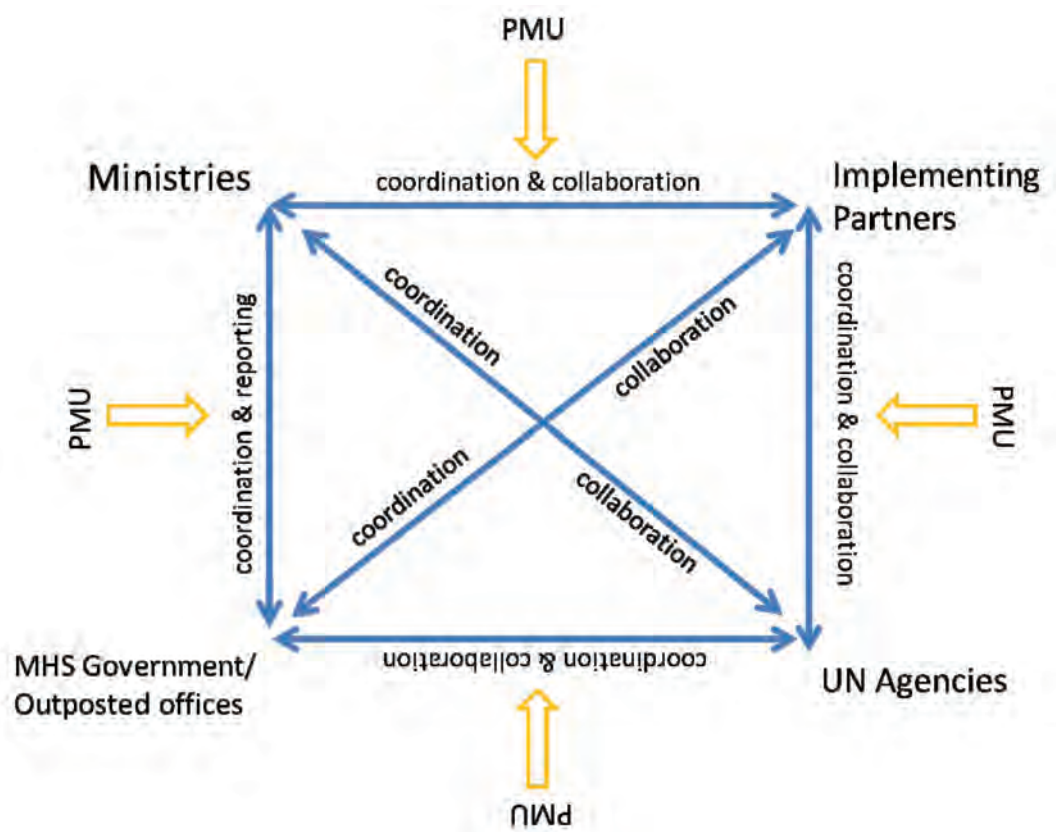 PMU
Ministries
coordination & collaboration
Implementing
Partners
coordination
collaboration
coordination & reporting
coordination & collaboration
PMU
PMU
coordination
collaboration
MHS Government/
Outposted offices
coordination & collaboration
UN Agencies
PMU